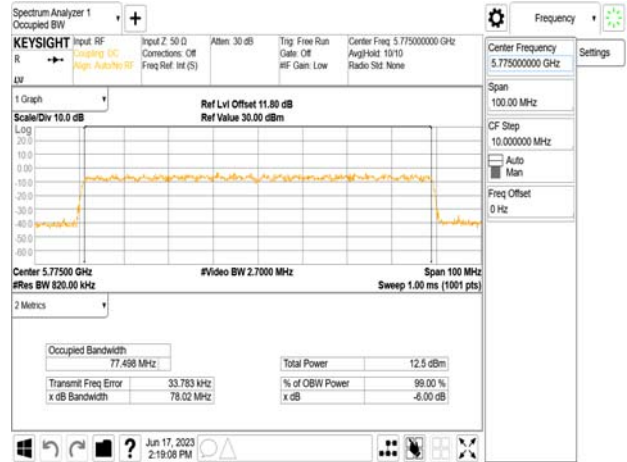 Spectrum Analyzer 1
Occupied BW
Frequency
KEYSIGHT
R
Input: RF
Coupling: DC
Align: Auto/No RF
Input Z: 50 Ω
Corrections: Off
Freq Ref: Int (S)
Atten: 30 dB
Trig: Free Run
Gate: Off
#IF Gain: Low
Center Freq: 5.775000000 GHz
Avg|Hold: 10/10
Radio Std: None
Center Frequency
5.775000000 GHz
Settings
Span
100.00 MHz
CF Step
10.000000 MHz
Auto
Man
Freq Offset
0 Hz
1 Graph
Scale/Div 10.0 dB
Ref Lvl Offset 11.80 dB
Ref Value 30.00 dBm
Log
20.0
10.0
0.00
-10.0
-20.0
-30.0
-40.0
-50.0
-60.0
Center 5.77500 GHz
#Res BW 820.00 kHz
#Video BW 2.7000 MHz
Span 100 MHz
Sweep 1.00 ms (1001 pts)
2 Metrics
Occupied Bandwidth
77.498 MHz
Transmit Freq Error 33.783 kHz
x dB Bandwidth 78.02 MHz
Total Power 12.5 dBm
% of OBW Power 99.00 %
x dB -6.00 dB
?
Jun 17, 2023
2:19:08 PM